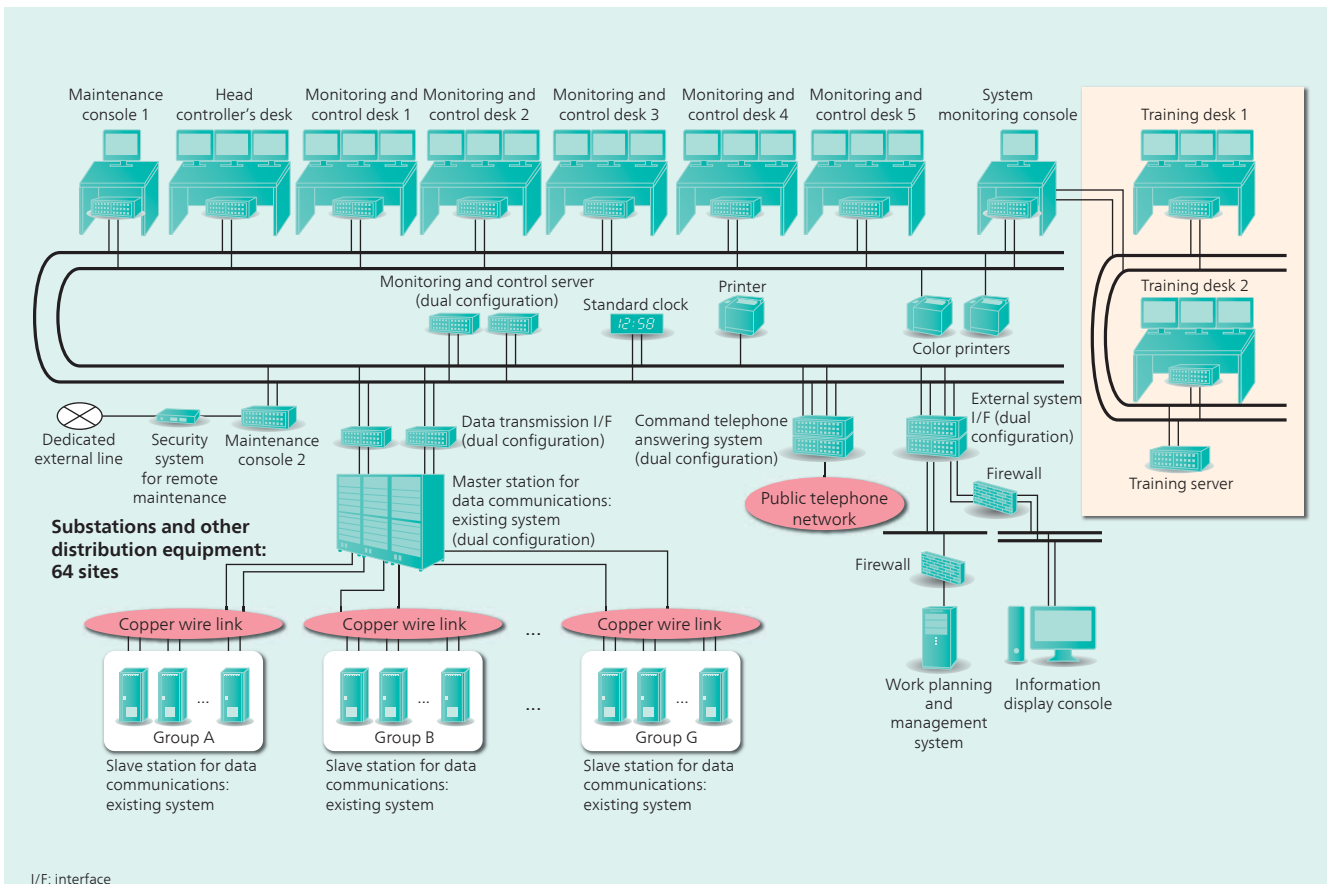 Maintenance
console 1
Head
controller's desk
Monitoring and
control desk 1
Monitoring and
control desk 2
Monitoring and
control desk 3
Monitoring and
control desk 4
Monitoring and
control desk 5
System
monitoring console
Training desk 1
Monitoring and control server
(dual configuration)
Standard clock
12:58
Printer
Color printers
Training desk 2
Dedicated
external line
Security
system
for remote
maintenance
Maintenance
console 2
Data transmission I/F
(dual configuration)
Command telephone
answering system
(dual configuration)
External system
I/F (dual
configuration)
Firewall
Training server
Master station for
data communications:
existing system
(dual configuration)
Public telephone
network
Substations and other
distribution equipment:
64 sites
Firewall
Copper wire link
Copper wire link
...
Copper wire link
...
...
...
...
Group A
Group B
Group G
Work planning
and
management
system
Information
display console
Slave station for data
communications:
existing system
Slave station for data
communications:
existing system
Slave station for data
communications:
existing system
I/F: interface